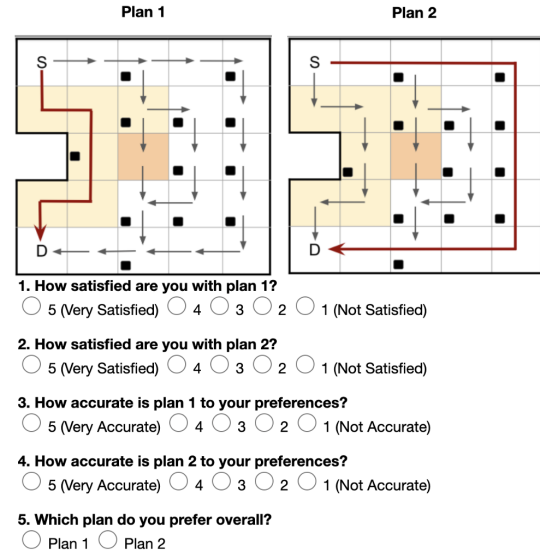 Plan 1
Plan 2
S
S
D
D
1. How satisfied are you with plan 1?
5 (Very Satisfied) 4 3 2 1 (Not Satisfied)
2. How satisfied are you with plan 2?
5 (Very Satisfied) 4 3 2 1 (Not Satisfied)
3. How accurate is plan 1 to your preferences?
5 (Very Accurate) 4 3 2 1 (Not Accurate)
4. How accurate is plan 2 to your preferences?
5 (Very Accurate) 4 3 2 1 (Not Accurate)
5. Which plan do you prefer overall?
Plan 1 Plan 2